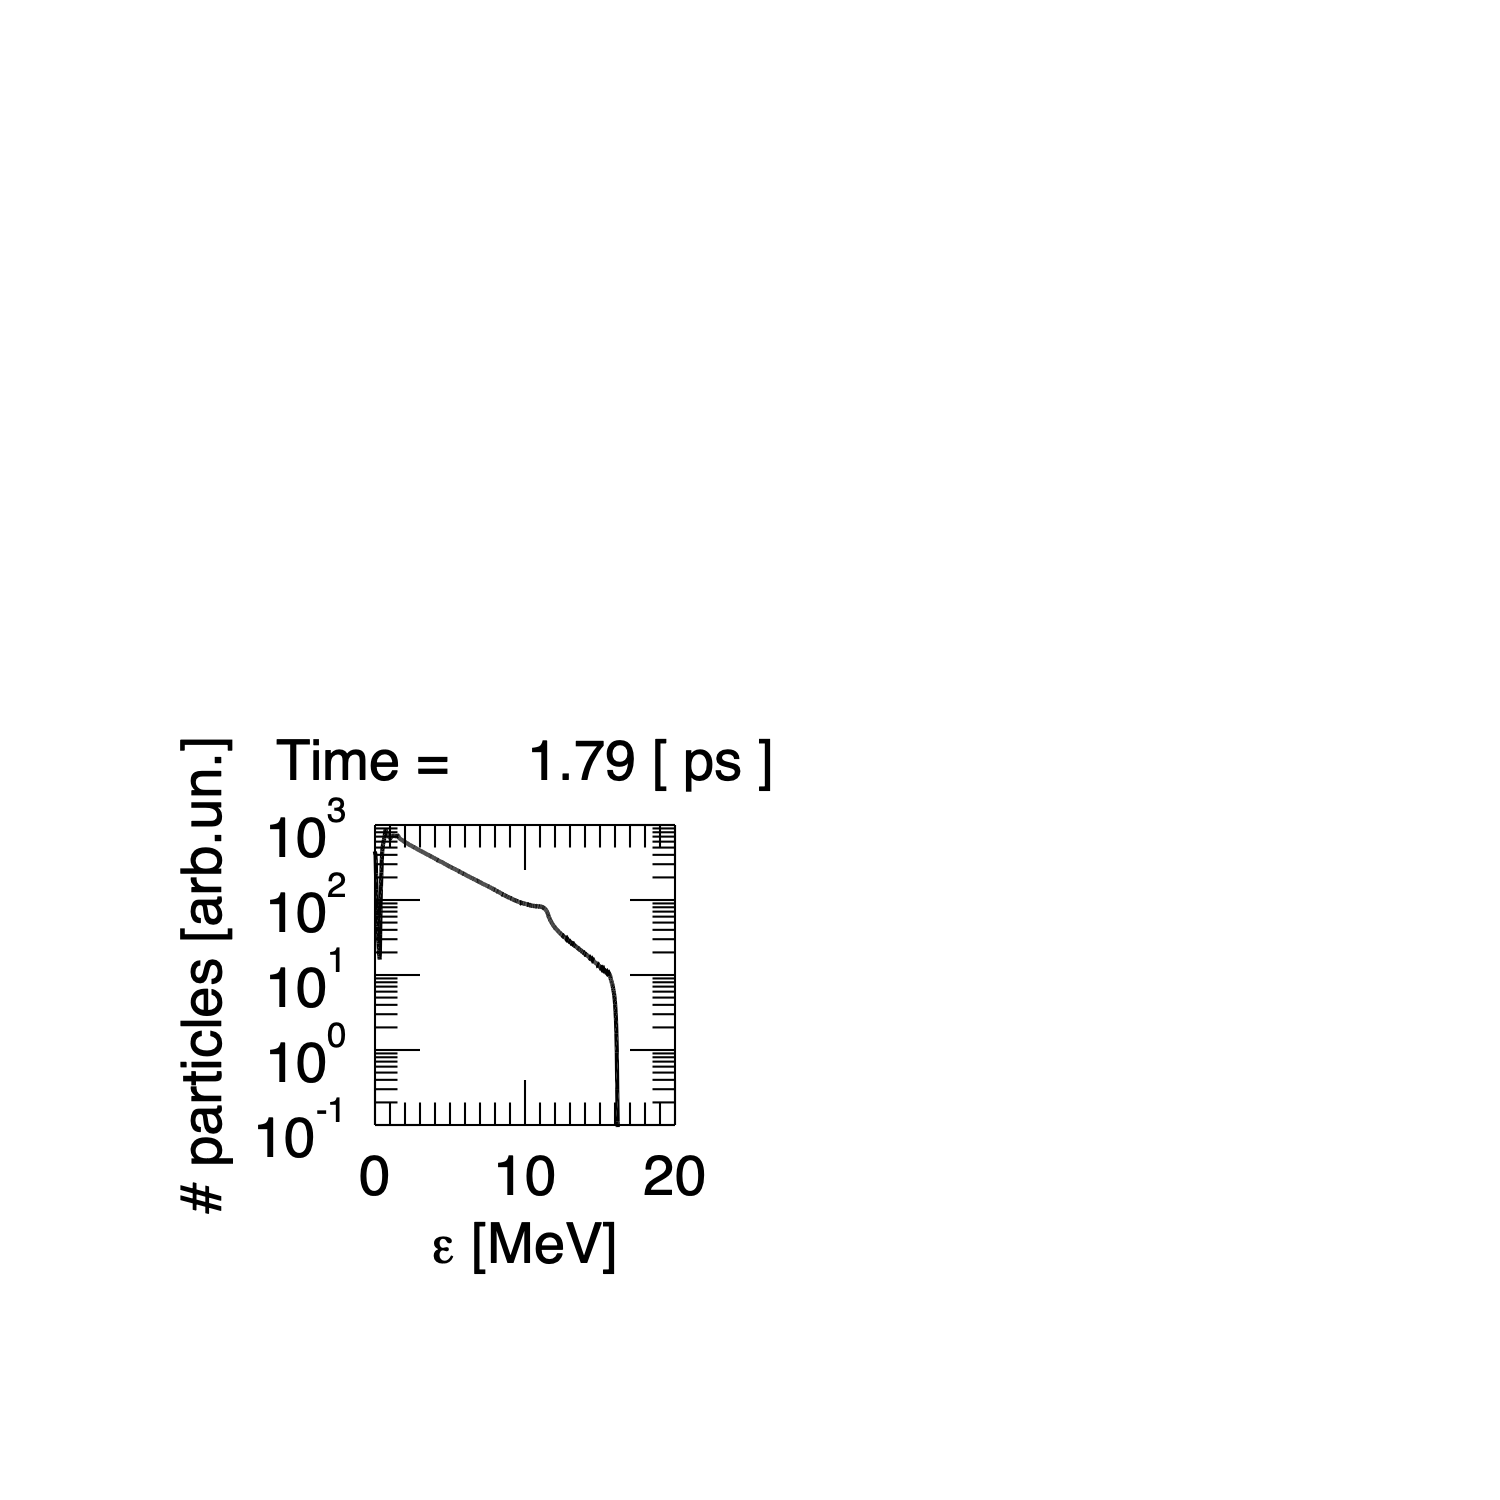 Time = 1.79 [ ps ]
# particles [arb.un.]
10^3
10^2
10^1
10^0
10^-1
0 10 20
ε [MeV]